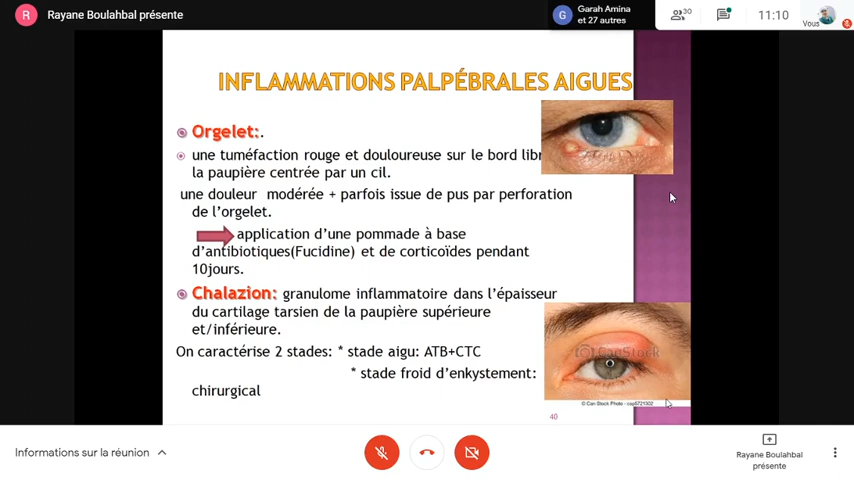 R Rayane Boulahbal présente
G Garah Amina
et 27 autres
30
11:10
Vous
INFLAMMATIONS PALPÉBRALES AIGUES
Orgelet:.
une tuméfaction rouge et douloureuse sur le bord lib
la paupière centrée par un cil.
une douleur modérée + parfois issue de pus par perforation
de l'orgelet.
application d'une pommade à base
d'antibiotiques(Fucidine) et de corticoïdes pendant
10jours.
Chalazion: granulome inflammatoire dans l'épaisseur
du cartilage tarsien de la paupière supérieure
et/inférieure.
On caractérise 2 stades: * stade aigu: ATB+CTC
* stade froid d'enkystement:
chirurgical
CanStock
© Can Stock Photo - csp5721302
40
Informations sur la réunion
Rayane Boulahbal
présente